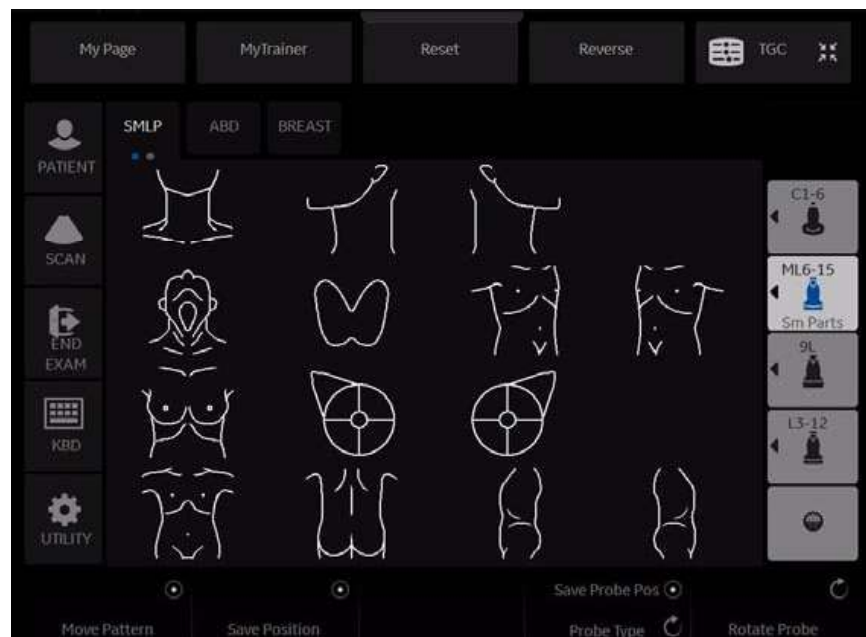 My Page
MyTrainer
Reset
Reverse
TGC
SMLP
ABD
BREAST
PATIENT
SCAN
END
EXAM
KBD
UTILITY
C1-6
ML6-15
Sm Parts
9L
L3-12
Save Probe Pos
Move Pattern
Save Position
Probe Type
Rotate Probe